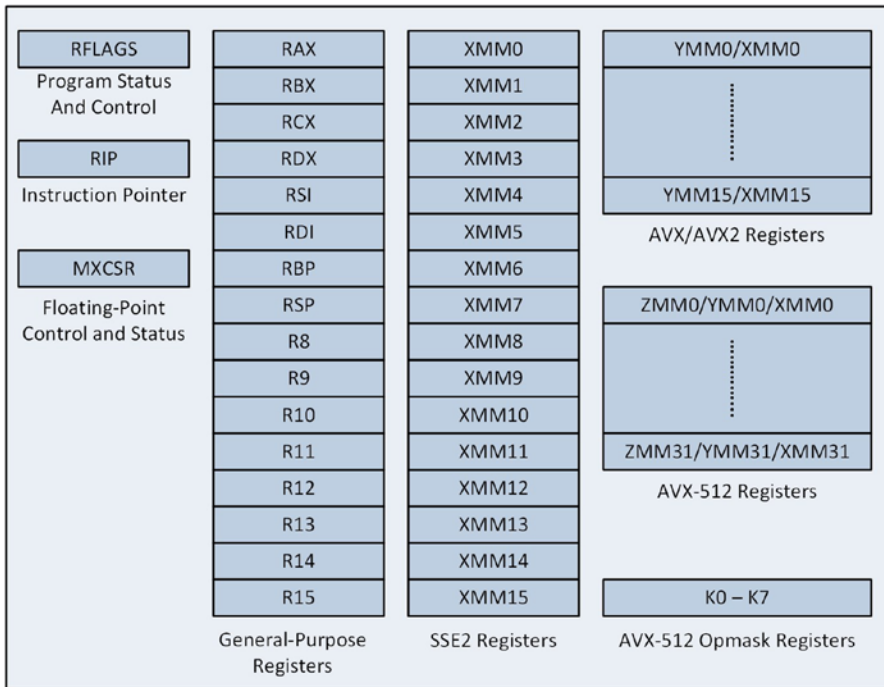 RFLAGS
Program Status
And Control
RIP
Instruction Pointer
MXCSR
Floating-Point
Control and Status
RAX
RBX
RCX
RDX
RSI
RDI
RBP
RSP
R8
R9
R10
R11
R12
R13
R14
R15
General-Purpose
Registers
XMM0
XMM1
XMM2
XMM3
XMM4
XMM5
XMM6
XMM7
XMM8
XMM9
XMM10
XMM11
XMM12
XMM13
XMM14
XMM15
SSE2 Registers
YMM0/XMM0
YMM15/XMM15
AVX/AVX2 Registers
ZMM0/YMM0/XMM0
ZMM31/YMM31/XMM31
AVX-512 Registers
K0 – K7
AVX-512 Opmask Registers